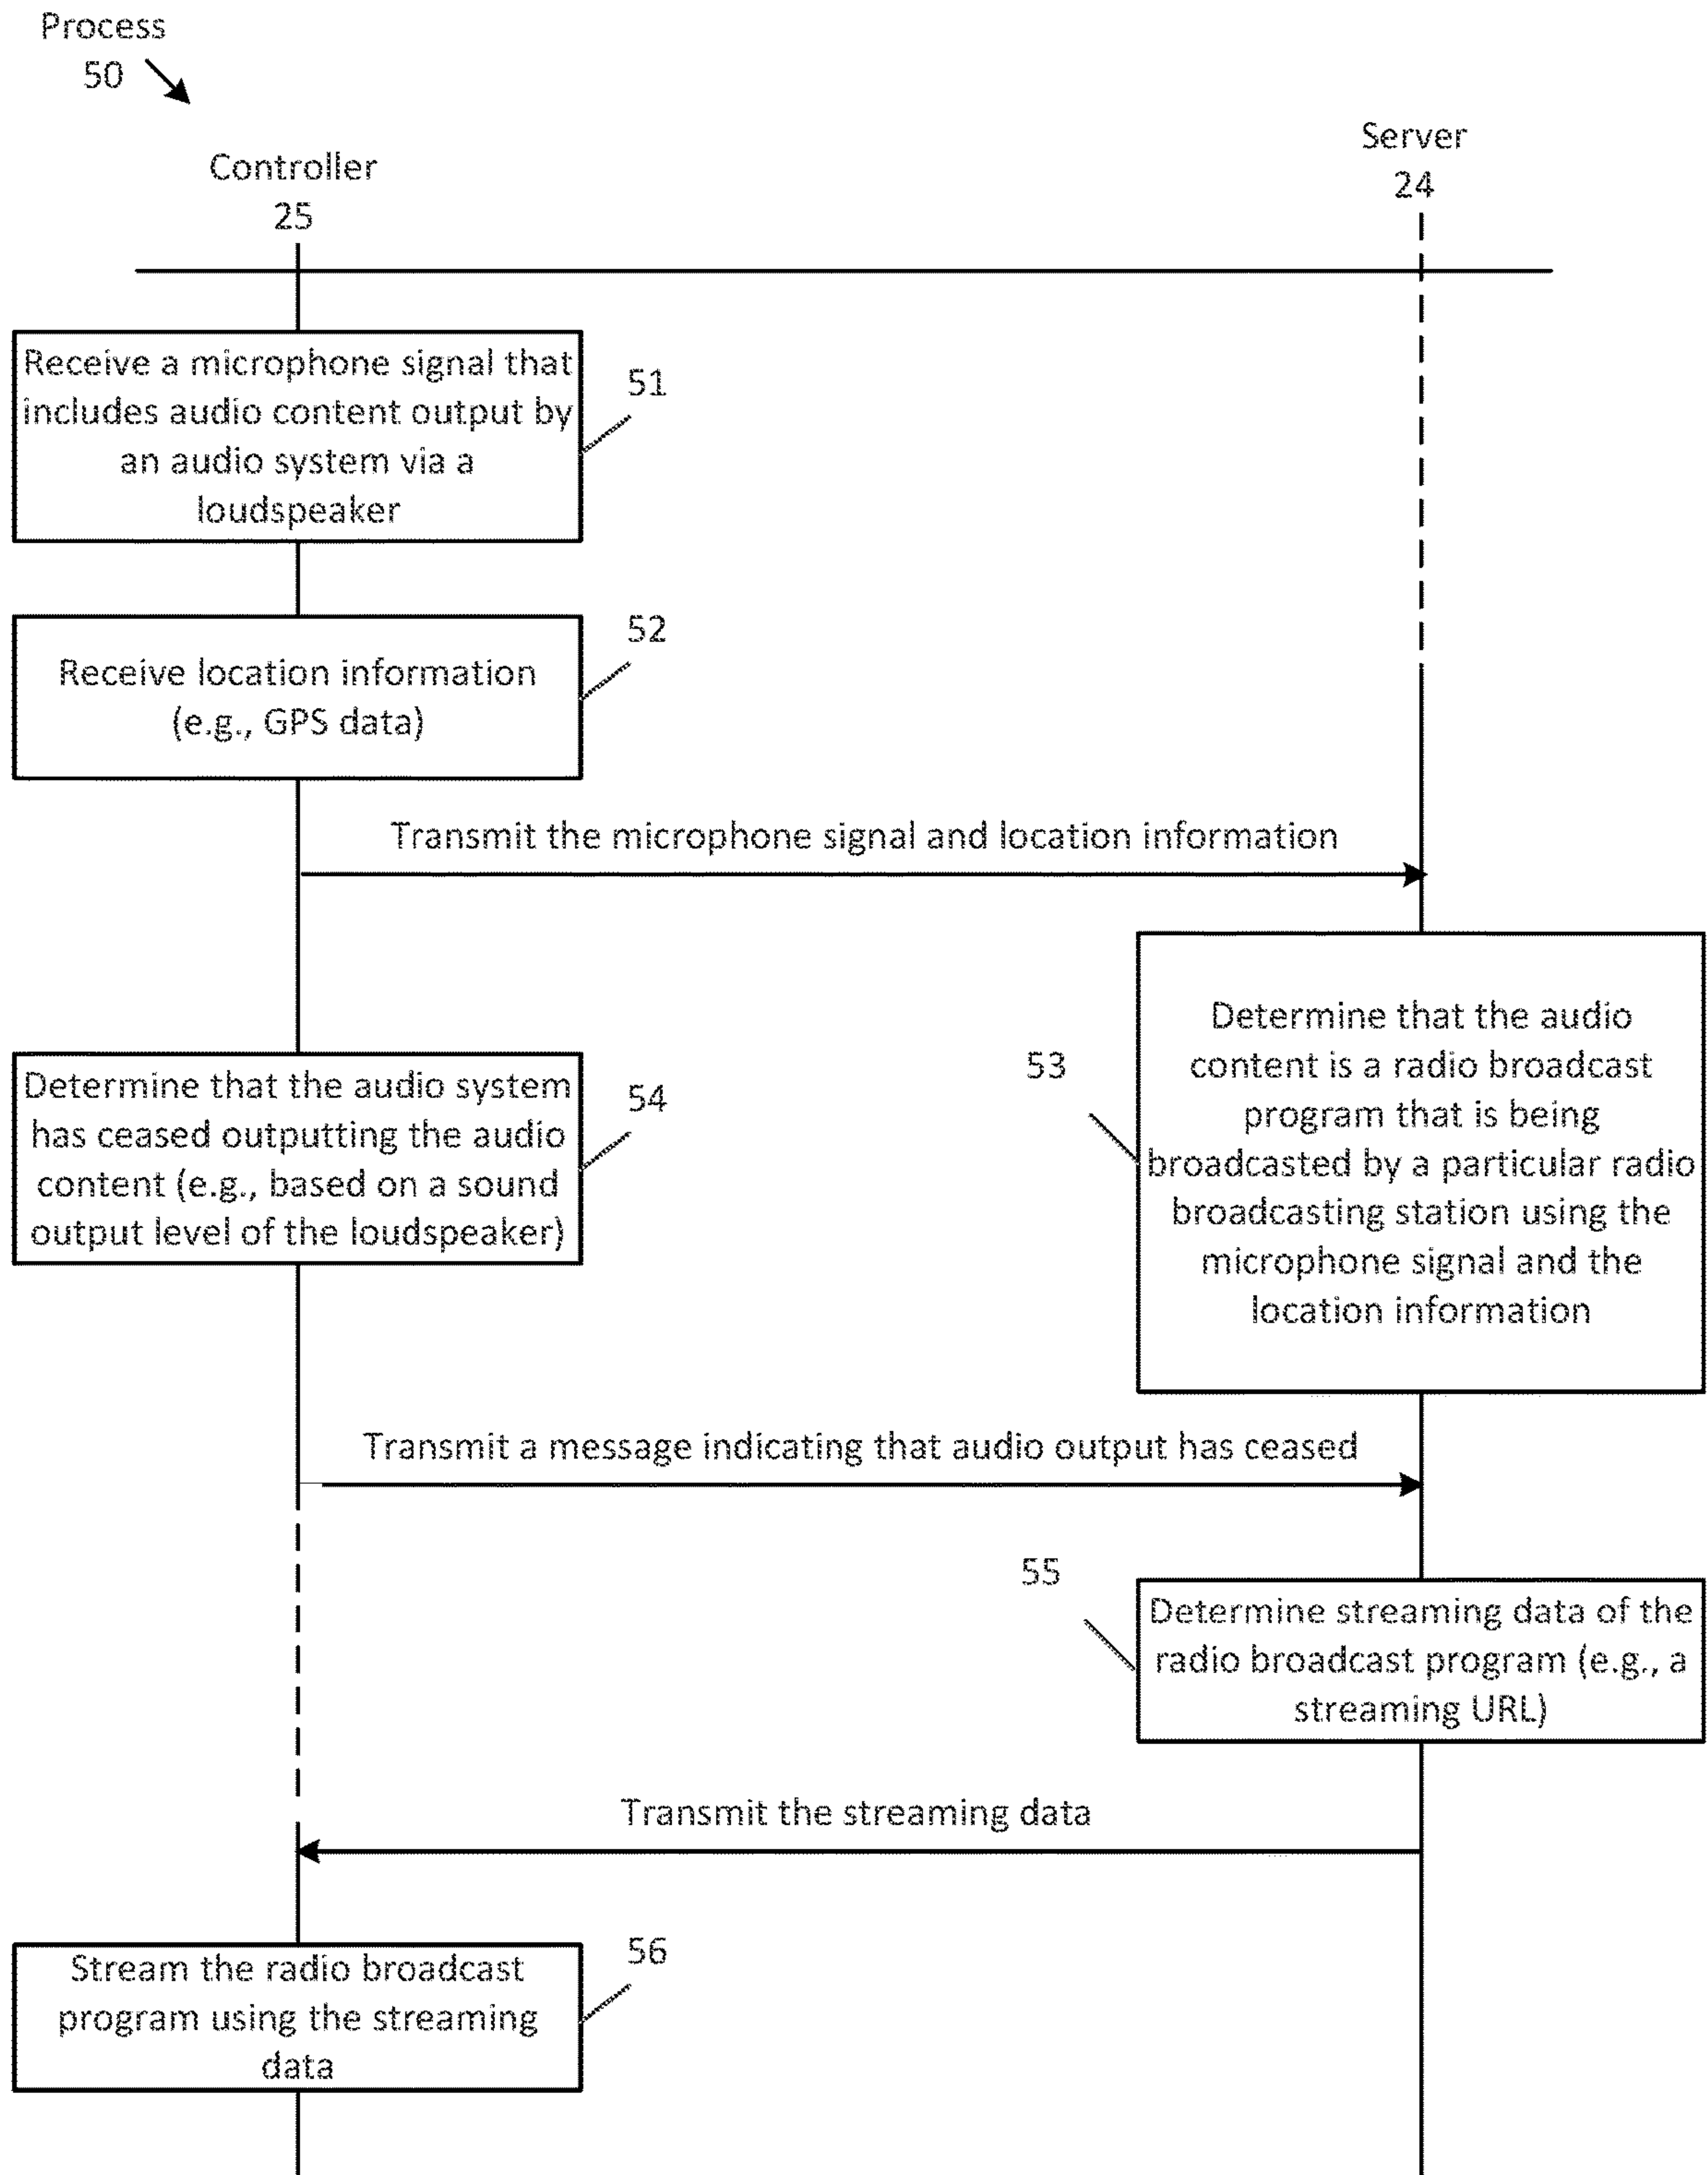 Process
50
Controller
25
Server
24
Receive a microphone signal that
includes audio content output by
an audio system via a
loudspeaker
51
Receive location information
(e.g., GPS data)
52
Transmit the microphone signal and location information
Determine that the audio
content is a radio broadcast
program that is being
broadcasted by a particular radio
broadcasting station using the
microphone signal and the
location information
53
Determine that the audio system
has ceased outputting the audio
content (e.g., based on a sound
output level of the loudspeaker)
54
Transmit a message indicating that audio output has ceased
55
Determine streaming data of the
radio broadcast program (e.g., a
streaming URL)
Transmit the streaming data
Stream the radio broadcast
program using the streaming
data
56